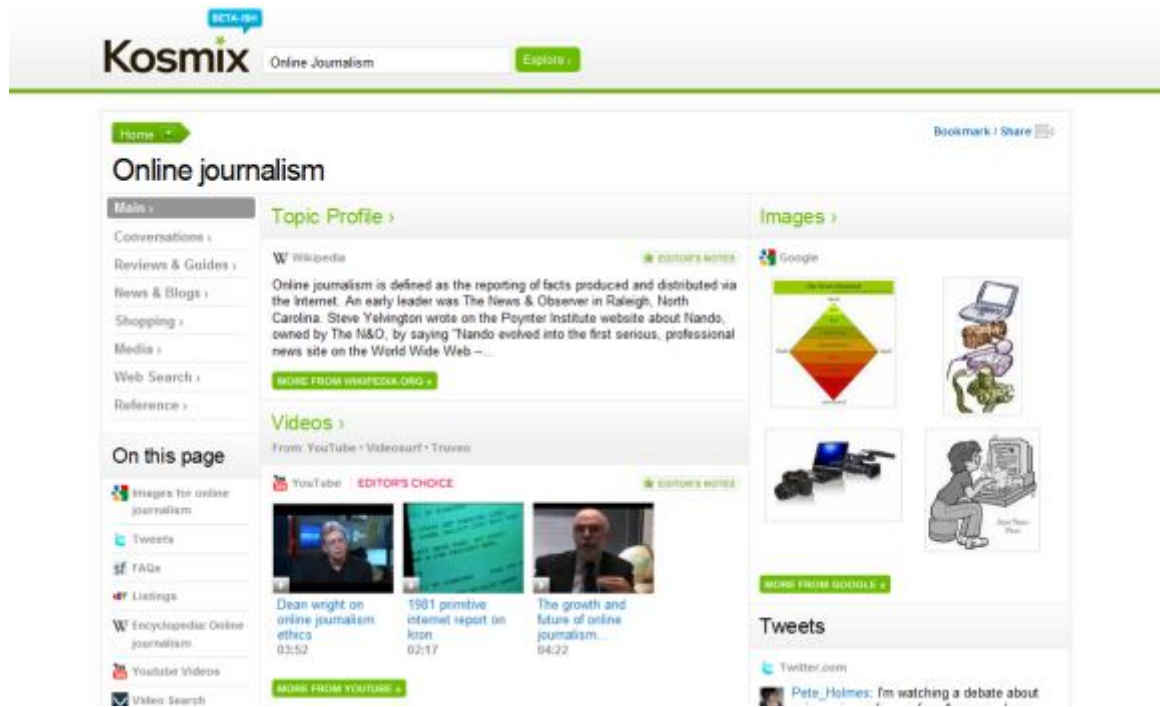 BETA-ISH
Kosmix
Online Journalism
Explore ›
Home
Bookmark / Share
Online journalism
Main ›
Conversations ›
Reviews & Guides ›
News & Blogs ›
Shopping ›
Media ›
Web Search ›
Reference ›
On this page
Images for online
journalism
Tweets
FAQs
Listings
Encyclopedia: Online
journalism
Youtube Videos
Video Search
Topic Profile ›
Wikipedia
EDITOR'S NOTES
Online journalism is defined as the reporting of facts produced and distributed via
the Internet. An early leader was The News & Observer in Raleigh, North
Carolina. Steve Yelvington wrote on the Poynter Institute website about Nando,
owned by The N&O, by saying "Nando evolved into the first serious, professional
news site on the World Wide Web --...
MORE FROM WIKIPEDIA.ORG »
Videos ›
From: YouTube • Videosurf • Truveo
YouTube
EDITOR'S CHOICE
EDITOR'S NOTES
Dean wright on
online journalism
ethics
03:52
1981 primitive
internet report on
kron
02:17
The growth and
future of online
journalism...
04:22
MORE FROM YOUTUBE »
Images ›
Google
MORE FROM GOOGLE »
Tweets
Twitter.com
Pete_Holmes: I'm watching a debate about